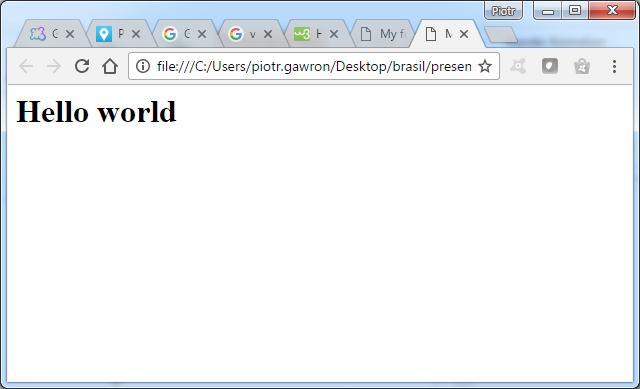 Piotr
My f
file:///C:/Users/piotr.gawron/Desktop/brasil/presen
Hello world